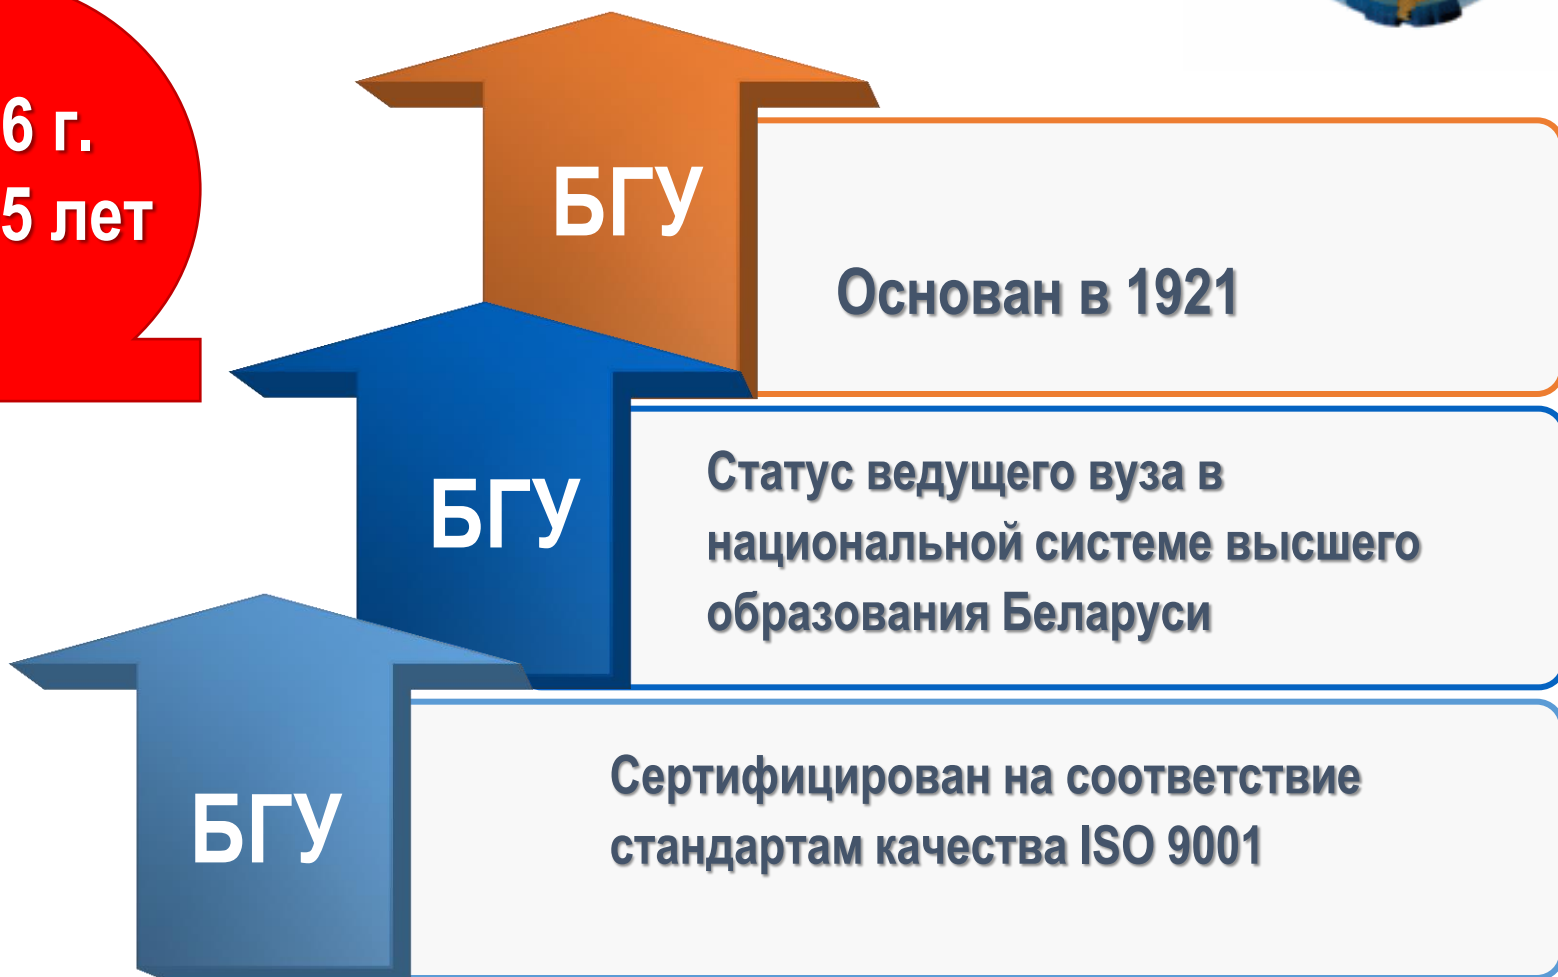 6 г.
5 лет
БГУ
Основан в 1921
БГУ
Статус ведущего вуза в
национальной системе высшего
образования Беларуси
БГУ
Сертифицирован на соответствие
стандартам качества ISO 9001